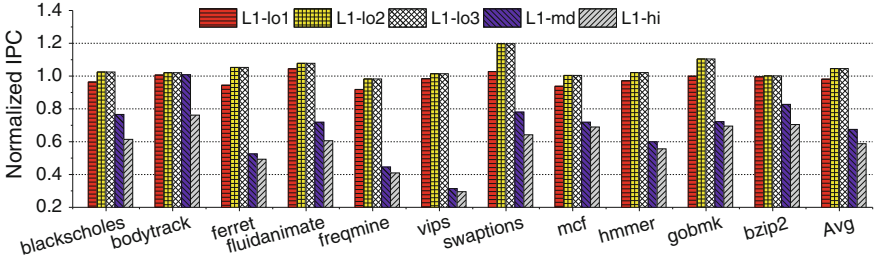 L1-lo1 L1-lo2 L1-lo3 L1-md L1-hi
Normalized IPC
1.4
1.2
1.0
0.8
0.6
0.4
0.2
blackscholes bodytrack ferret fluidanimate freqmine vips swaptions mcf hmmer gobmk bzip2 Avg